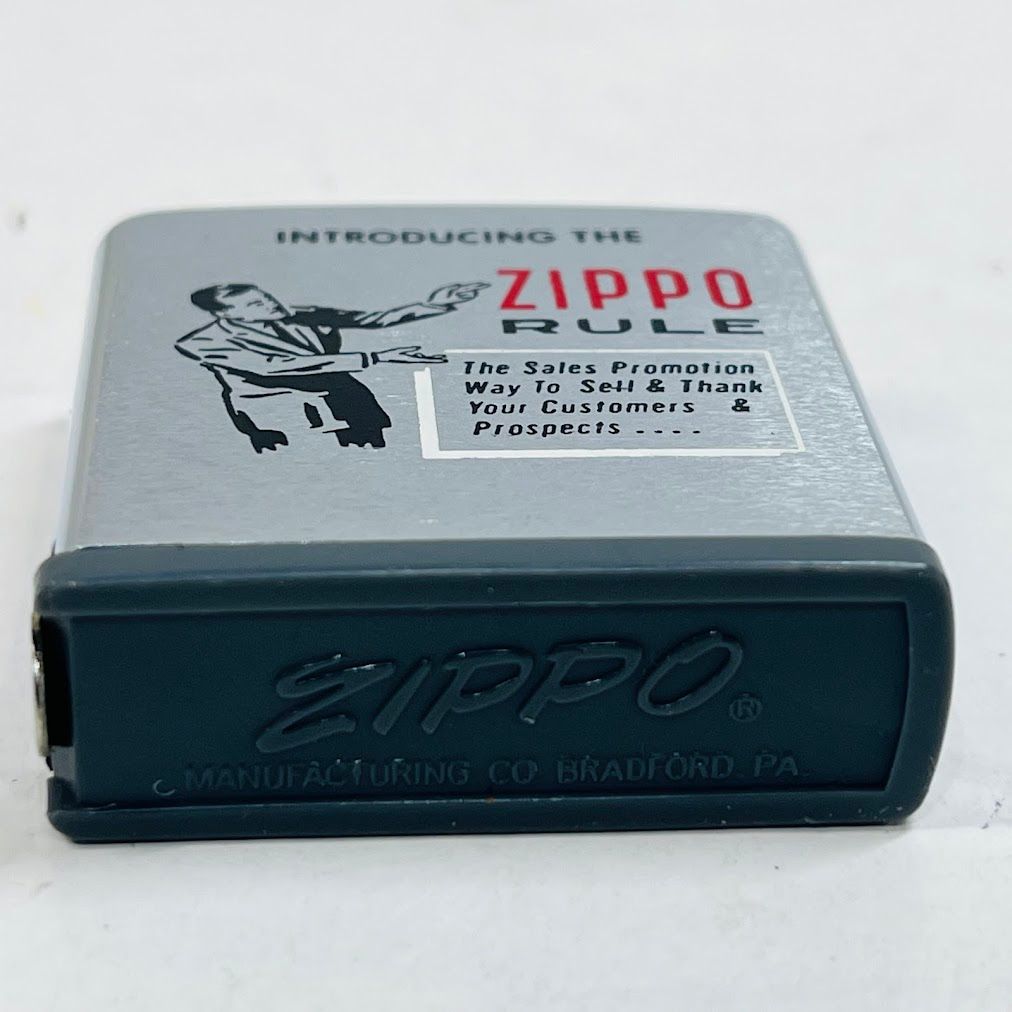 INTRODUCING THE
ZIPPO
RULE
The Sales Promotion
Way To Sell & Thank
Your Customers &
Prospects ....
ZIPPO ®
MANUFACTURING CO BRADFORD. PA.